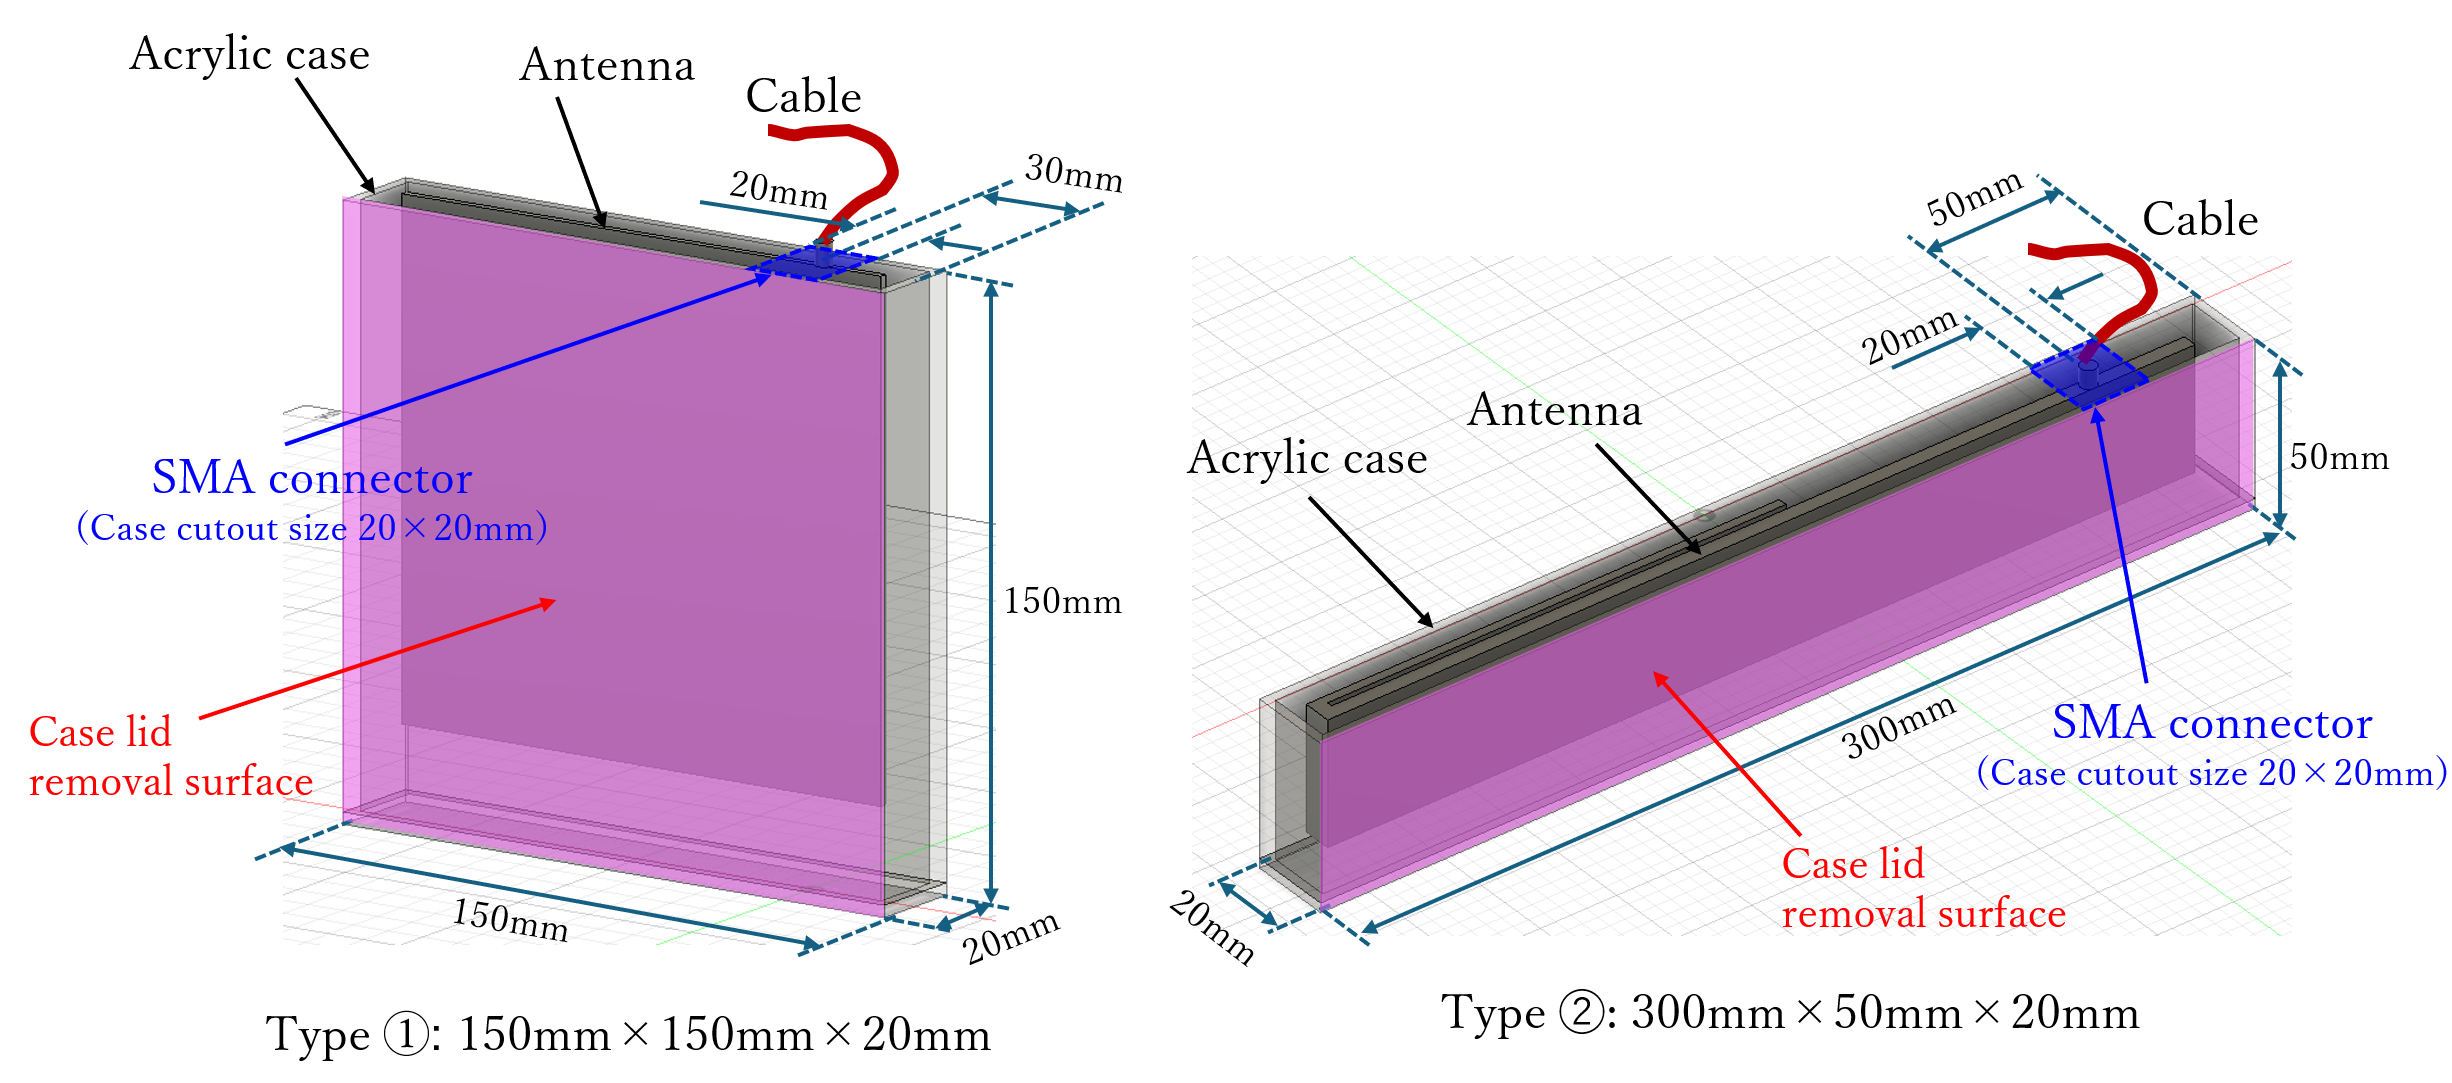 Acrylic case
Antenna
Cable
20mm
30mm
SMA connector
(Case cutout size 20×20mm)
Case lid
removal surface
150mm
150mm
20mm
Type ①: 150mm×150mm×20mm
50mm
Cable
20mm
Antenna
Acrylic case
50mm
300mm
SMA connector
(Case cutout size 20×20mm)
Case lid
removal surface
20mm
Type ②: 300mm×50mm×20mm